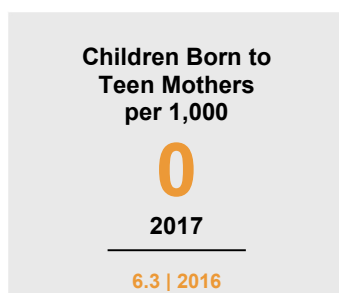 Children Born to
Teen Mothers
per 1,000
0
2017
6.3 | 2016